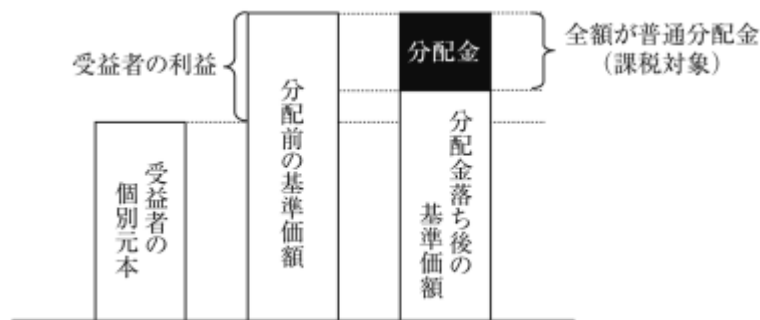 受益者の利益
受益者の
個別元本
分配前の基準価額
分配金
分配金落ち後の
基準価額
全額が普通分配金
（課税対象）